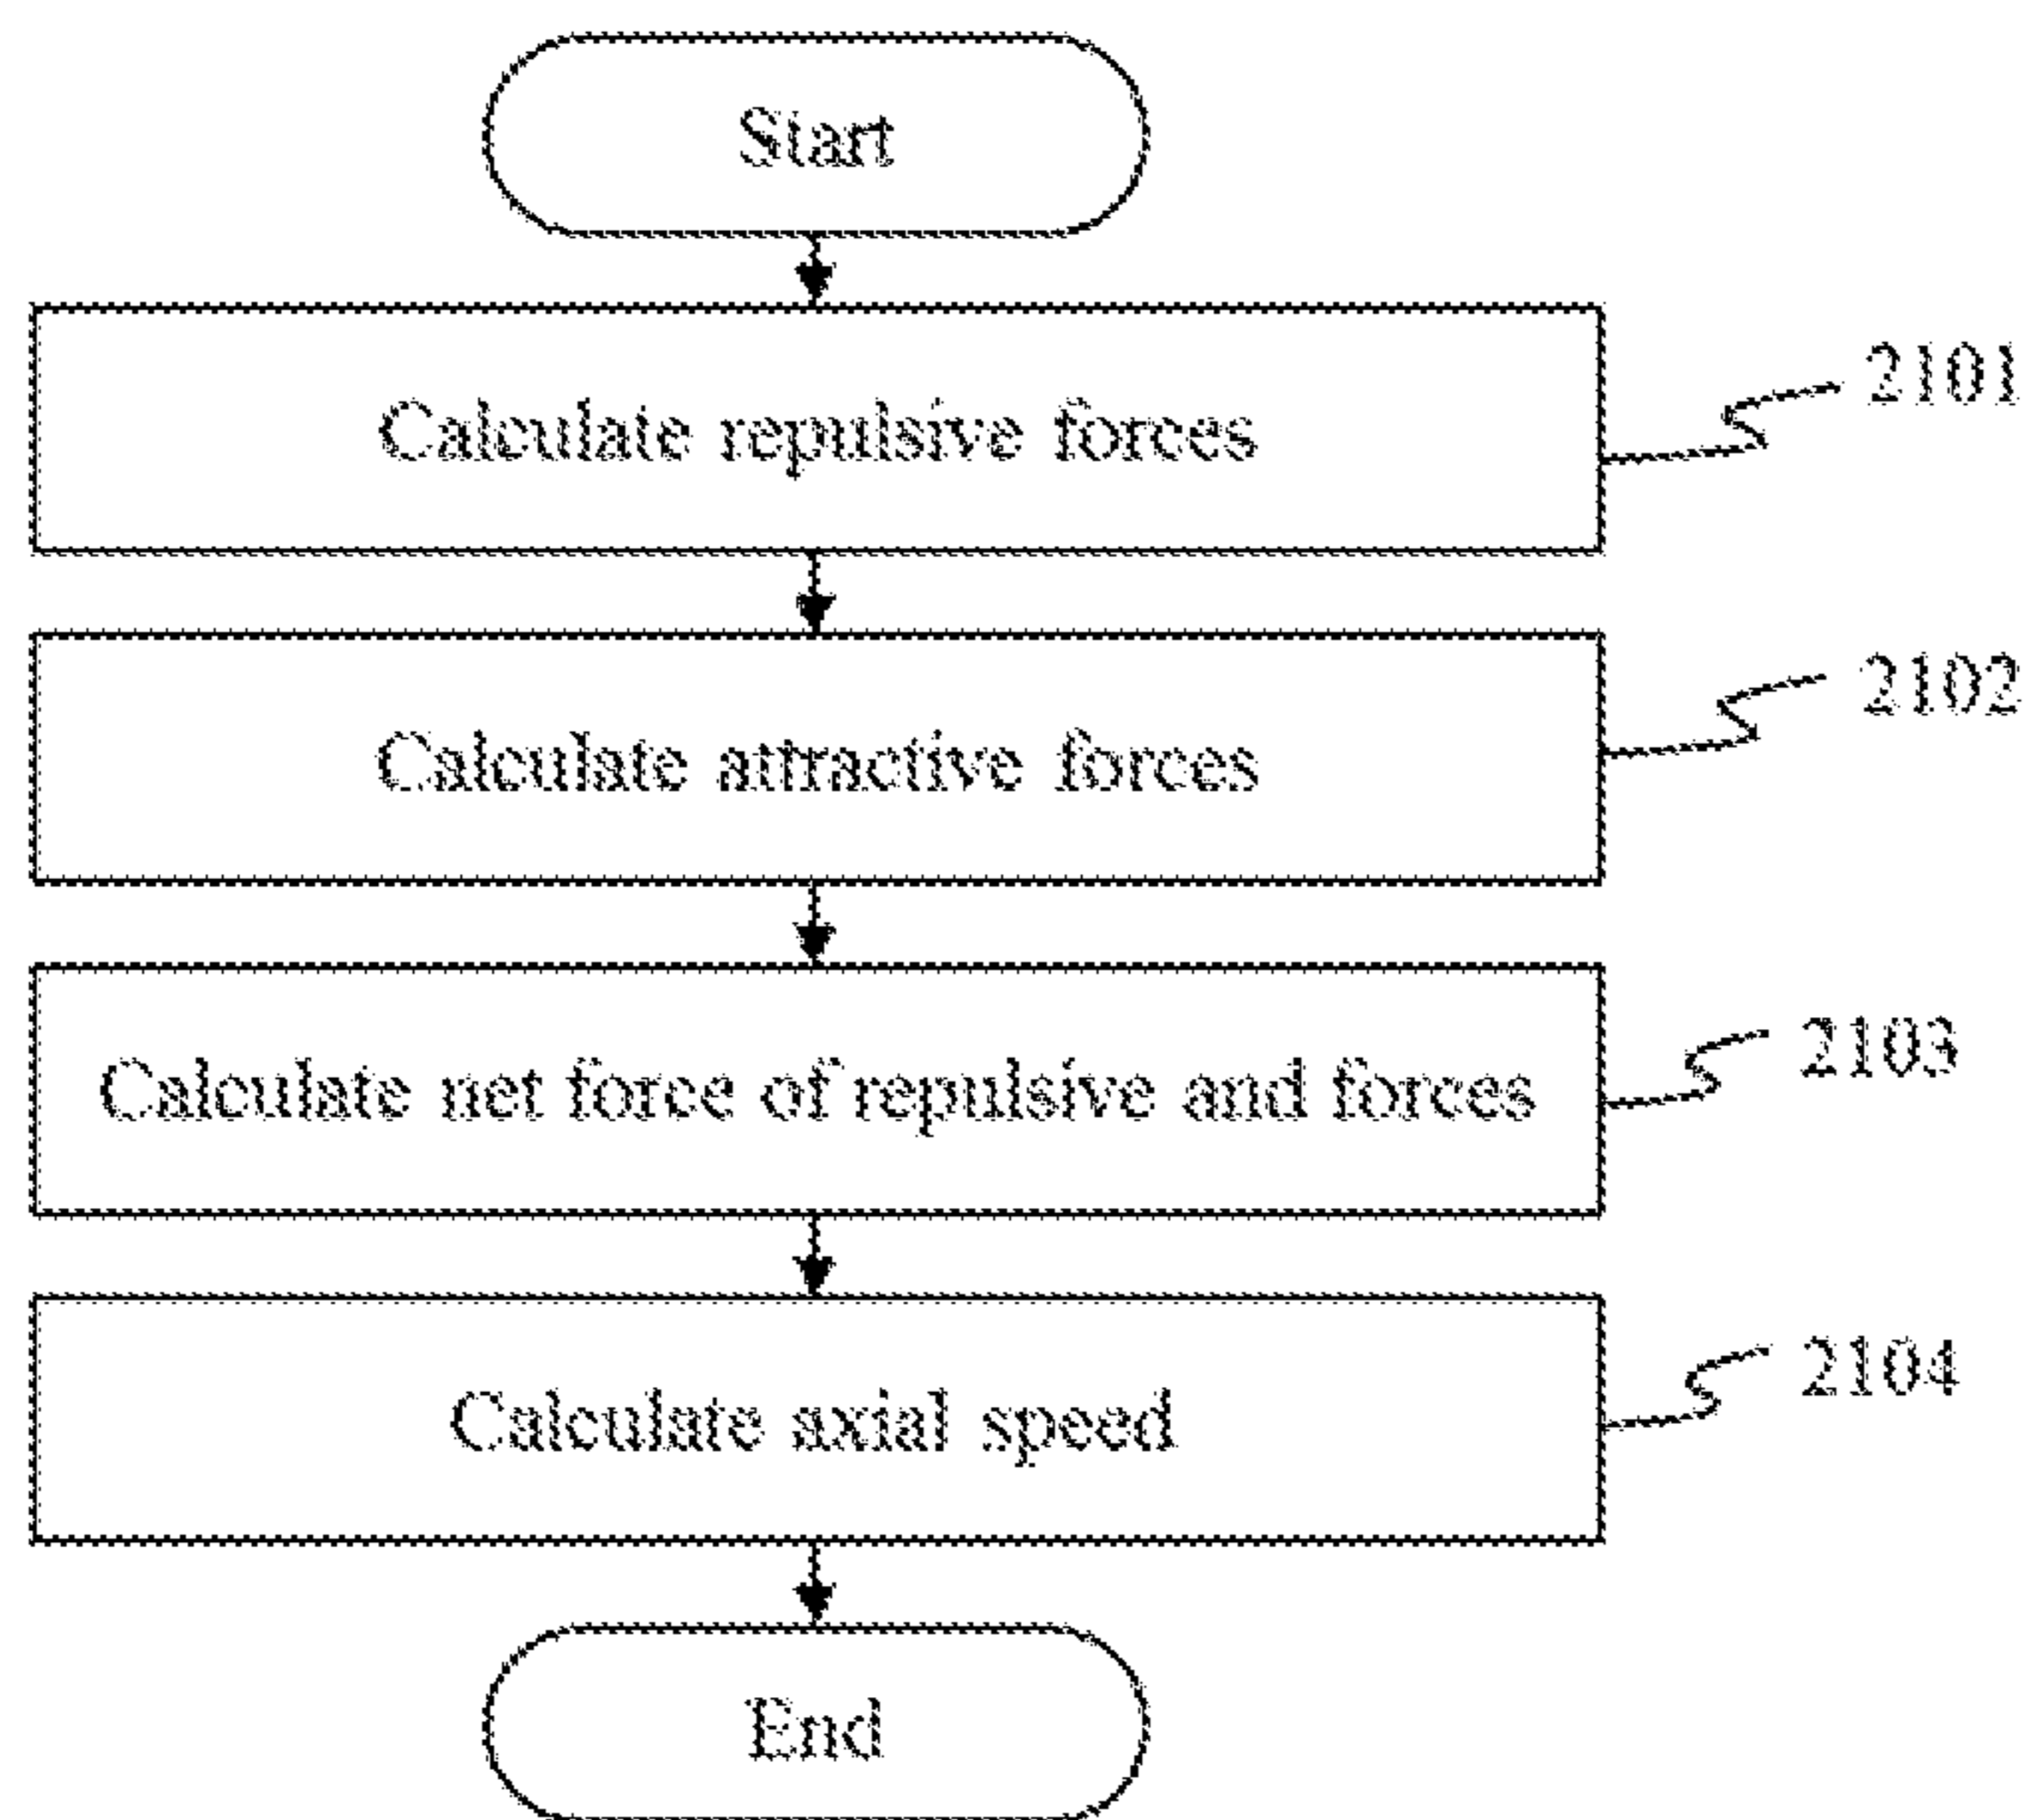 Start
Calculate repulsive forces
2101
Calculate attractive forces
2102
Calculate net force of repulsive and forces
2103
Calculate axial speed
2104
End